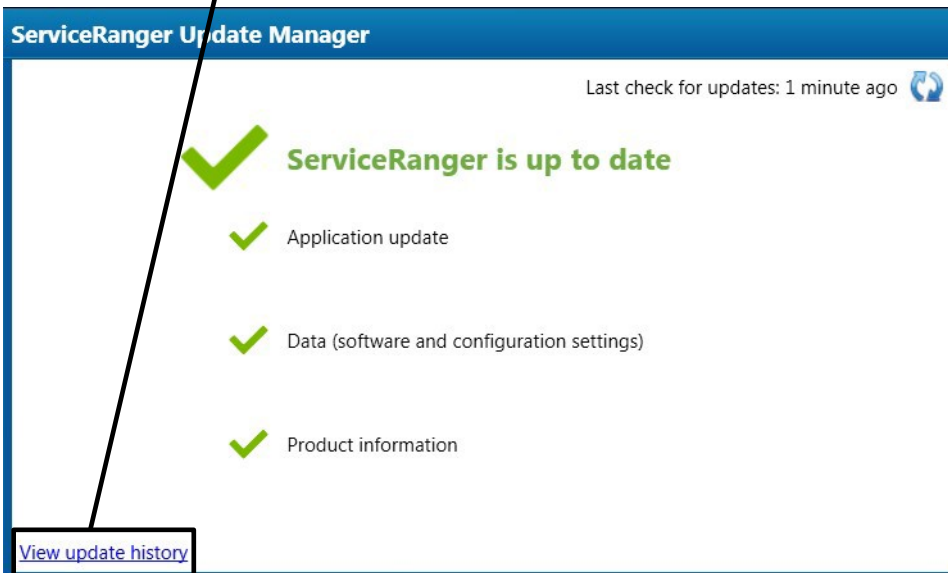 ServiceRanger Update Manager
Last check for updates: 1 minute ago
ServiceRanger is up to date
Application update
Data (software and configuration settings)
Product information
View update history